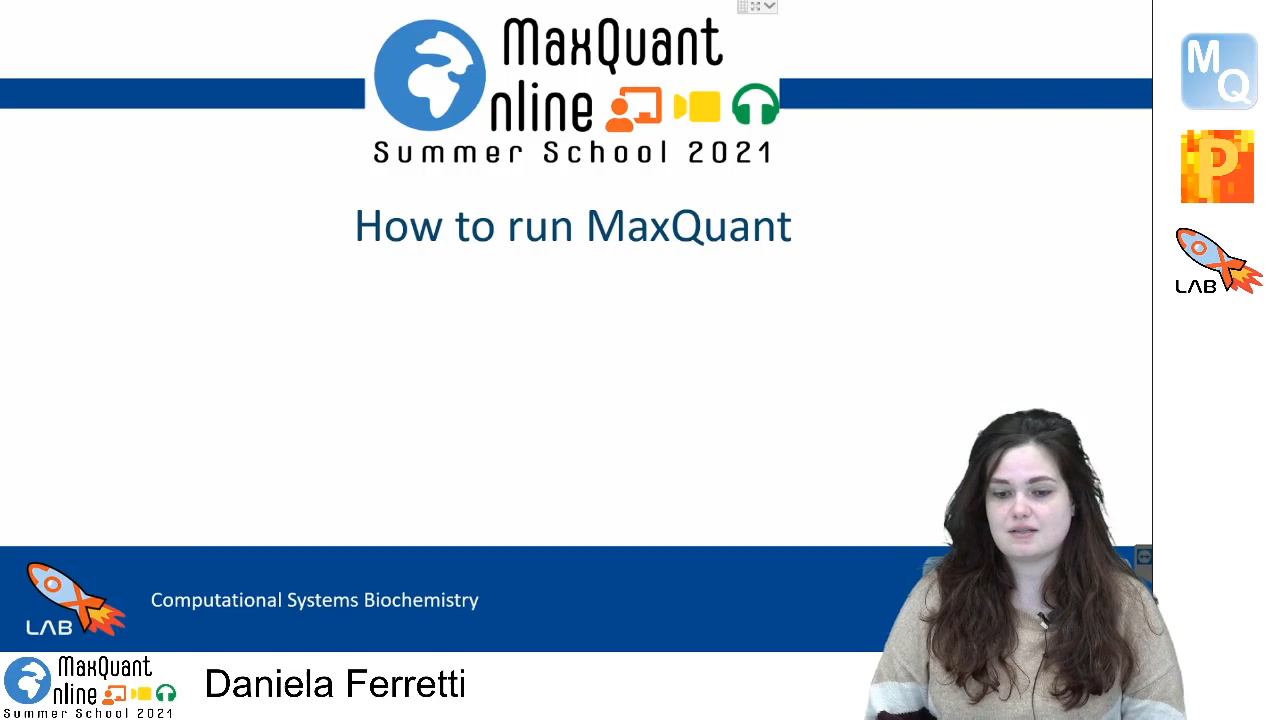 MaxQuant
nline
Summer School 2021
MQ
P
LAB
How to run MaxQuant
LAB
Computational Systems Biochemistry
MaxQuant
nline
Summer School 2021
Daniela Ferretti